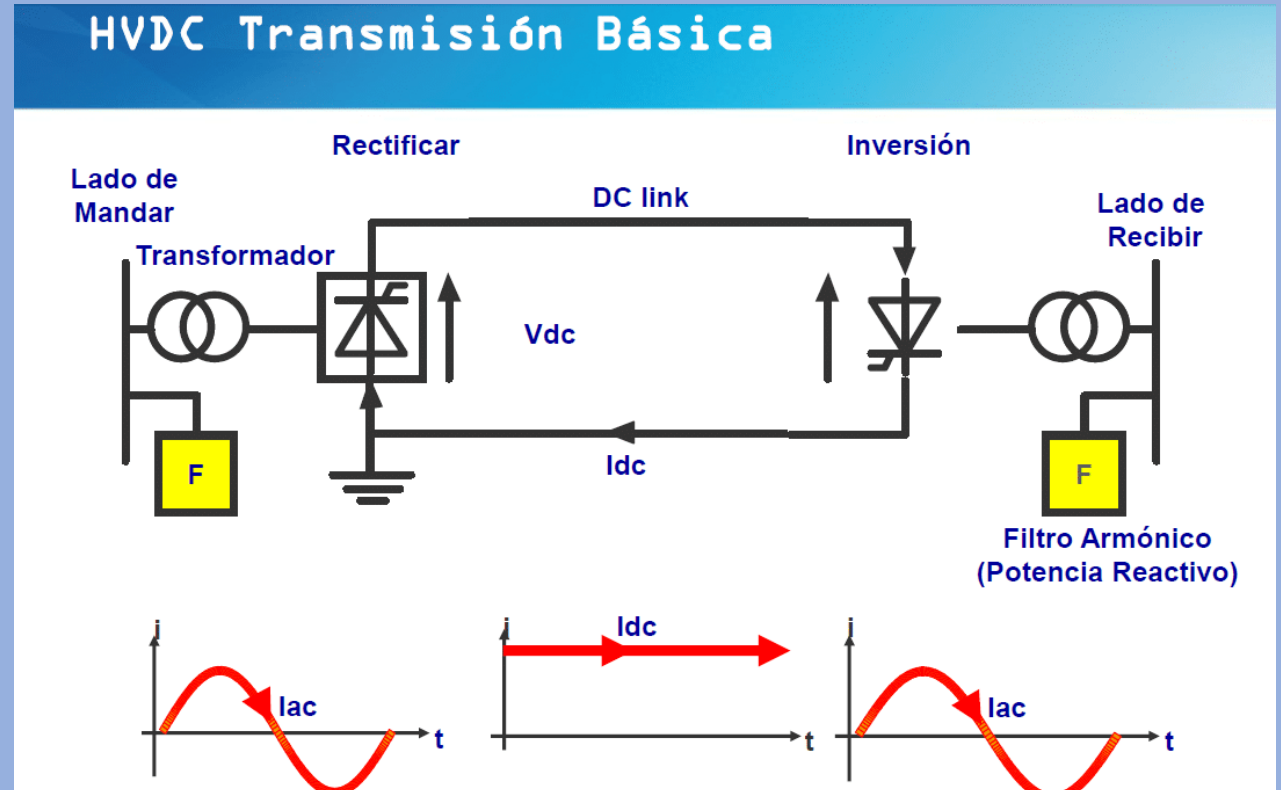 HVDC Transmisión Básica
Rectificar
Inversión
Lado de
Mandar
DC link
Lado de
Recibir
Transformador
Vdc
Idc
F
F
Filtro Armónico
(Potencia Reactivo)
i
Iac
t
i
Idc
t
i
Iac
t